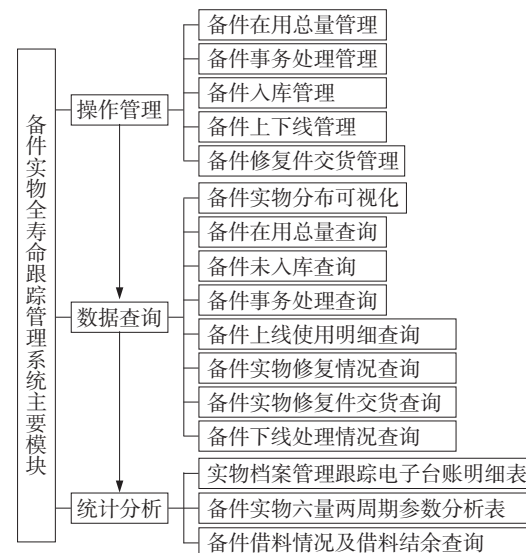 备件实物全寿命跟踪管理系统主要模块
操作管理
备件在用总量管理
备件事务处理管理
备件入库管理
备件上下线管理
备件修复件交货管理
数据查询
备件实物分布可视化
备件在用总量查询
备件未入库查询
备件事务处理查询
备件上线使用明细查询
备件实物修复情况查询
备件实物修复件交货查询
备件下线处理情况查询
统计分析
实物档案管理跟踪电子台账明细表
备件实物六量两周期参数分析表
备件借料情况及借料结余查询